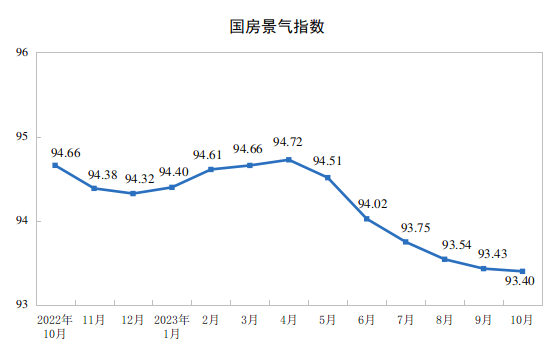 国房景气指数
96
95
94
93
94.66
94.38
94.32
94.40
94.61
94.66
94.72
94.51
94.02
93.75
93.54
93.43
93.40
2022年
10月
11月
12月
2023年
1月
2月
3月
4月
5月
6月
7月
8月
9月
10月